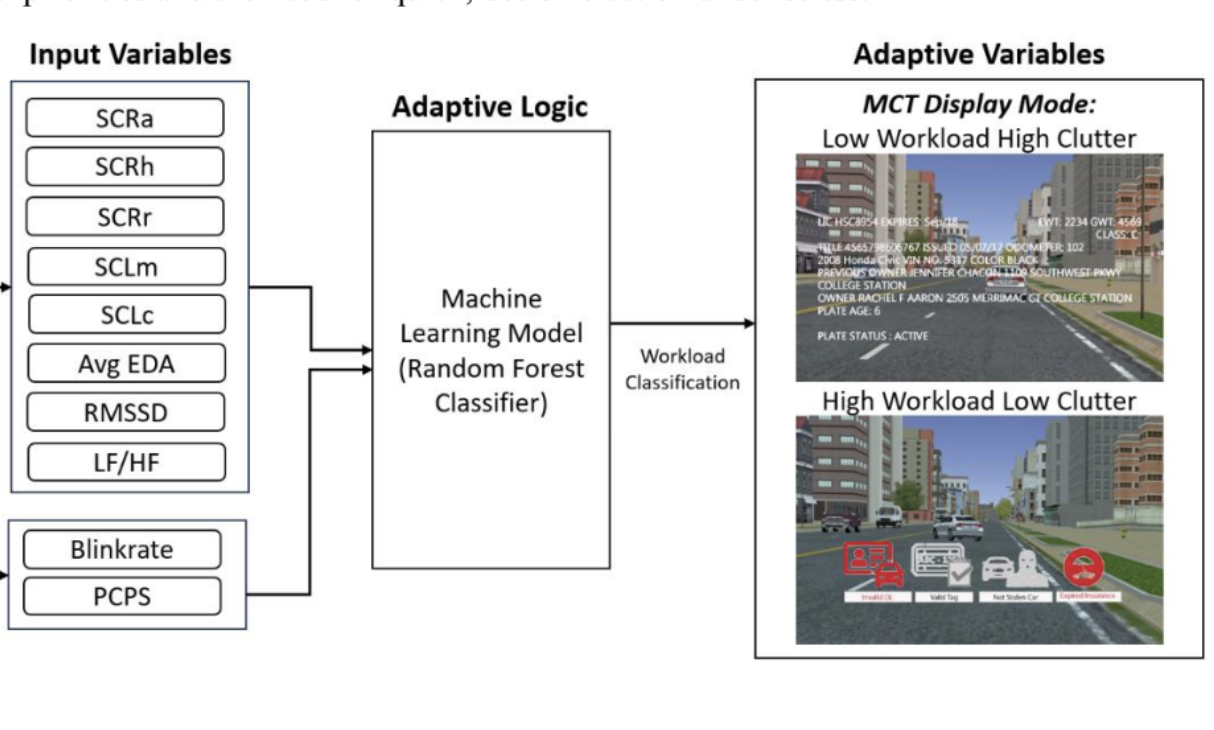 Input Variables
SCRa
SCRh
SCRr
SCLm
SCLc
Avg EDA
RMSSD
LF/HF
Blinkrate
PCPS
Adaptive Logic
Machine
Learning Model
(Random Forest
Classifier)
Workload
Classification
Adaptive Variables
MCT Display Mode:
Low Workload High Clutter
LIC HSC8954 EXPIRES: Sep/18 EWT: 2234 GWT: 4569
CLASS: C
TITLE 4565798606767 ISSUED 05/07/17 ODOMETER: 102
2008 Honda Civic VIN NO. 5317 COLOR BLACK
PREVIOUS OWNER JENNIFER CHACON 1109 SOUTHWEST PKWY
COLLEGE STATION
OWNER RACHEL F AARON 2505 MERRIMAC CT COLLEGE STATION
PLATE AGE: 6
PLATE STATUS : ACTIVE
High Workload Low Clutter
Invalid DL
Valid Tag
Not Stolen Car
Expired Insurance